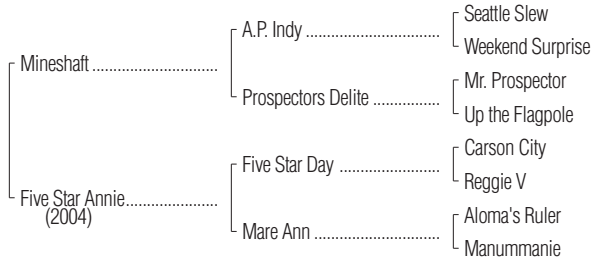 Seattle Slew
A.P. Indy ........................
Weekend Surprise
Mineshaft ........................
Mr. Prospector
Prospectors Delite ................
Up the Flagpole
Carson City
Five Star Day ....................
Reggie V
Five Star Annie...................
(2004)
Aloma's Ruler
Mare Ann ........................
Manummanie